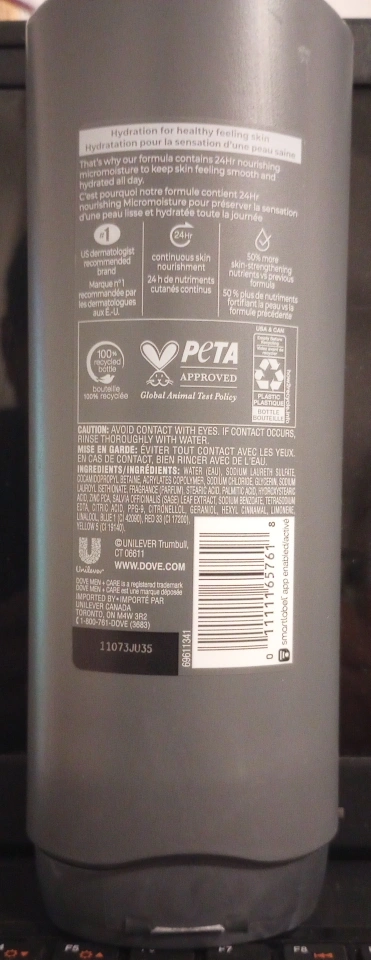 Hydration for healthy feeling skin
Hydratation pour la sensation d'une peau saine
That's why our formula contains 24Hr nourishing
micromoisture to keep skin feeling smooth and
hydrated all day.
C'est pourquoi notre formule contient 24Hr
nourishing Micromoisture pour préserver la sensation
d'une peau lisse et hydratée toute la journée
#1
US dermatologist
recommended
brand
Marque n°1
recommandée par
les dermatologues
aux É.-U.
24Hr
continuous skin
nourishment
24 h de nutriments
cutanés continus
50% more
skin-strengthening
nutrients vs previous
formula
50 % plus de nutriments
fortifiant la peau vs la
formule précédente
100%
recycled
bottle
bouteille
100% recyclée
PETA
APPROVED
Global Animal Test Policy
USA & CAN
PLASTIC
PLASTIQUE
BOTTLE
BOUTEILLE
how2recycle.info
CAUTION: AVOID CONTACT WITH EYES. IF CONTACT OCCURS,
RINSE THOROUGHLY WITH WATER.
MISE EN GARDE: ÉVITER TOUT CONTACT AVEC LES YEUX.
EN CAS DE CONTACT, BIEN RINCER AVEC DE L'EAU.
INGREDIENTS/INGRÉDIENTS: WATER (EAU), SODIUM LAURETH SULFATE,
COCAMIDOPROPYL BETAINE, ACRYLATES COPOLYMER, SODIUM CHLORIDE, GLYCERIN, SODIUM
LAUROYL ISETHIONATE, FRAGRANCE (PARFUM), STEARIC ACID, PALMITIC ACID, HYDROXYSTEARIC
ACID, ZINC PCA, SALVIA OFFICINALIS (SAGE) LEAF EXTRACT, SODIUM BENZOATE, TETRASODIUM
EDTA, CITRIC ACID, PPG-9, CITRONELLOL, GERANIOL, HEXYL CINNAMAL, LIMONENE,
LINALOOL, BLUE 1 (CI 42090), RED 33 (CI 17200),
YELLOW 5 (CI 19140).
Unilever
©UNILEVER Trumbull,
CT 06611
WWW.DOVE.COM
DOVE MEN + CARE is a registered trademark
DOVE MEN + CARE est une marque déposée
IMPORTED BY • IMPORTÉ PAR
UNILEVER CANADA
TORONTO, ON M4W 3R2
1-800-761-DOVE (3683)
11073JU35
69611341
0 11111 65761 8
smartlabel app enabled/activé
F5
F7
F8